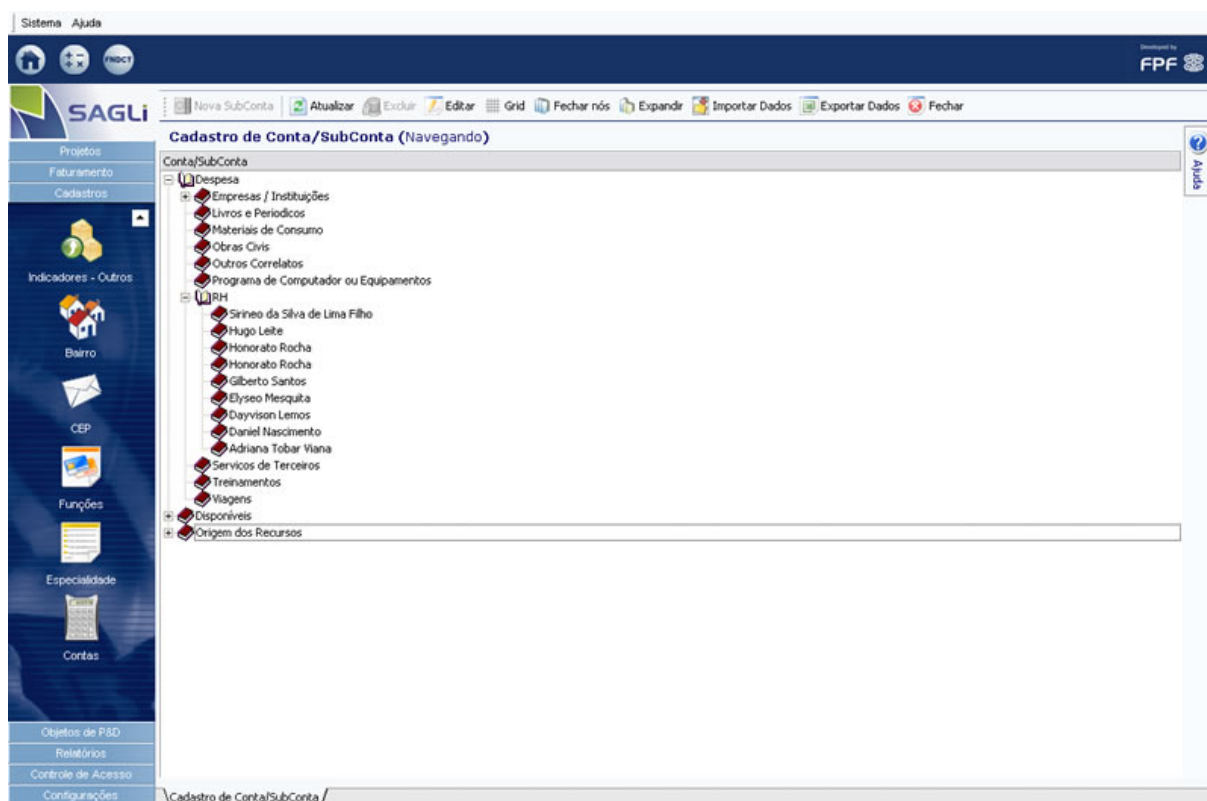 Sistema Ajuda
FNDCT
Developed by
FPF
SAGLi
Nova SubConta Atualizar Excluir Editar Grid Fechar nós Expandir Importar Dados Exportar Dados Fechar
Cadastro de Conta/SubConta (Navegando)
Ajuda
Projetos
Faturamento
Cadastros
Indicadores - Outros
Bairro
CEP
Funções
Especialidade
Contas
Objetos de P&D
Relatórios
Controle de Acesso
Configurações
Conta/SubConta
Despesa
Empresas / Instituições
Livros e Periodicos
Materiais de Consumo
Obras Civis
Outros Correlatos
Programa de Computador ou Equipamentos
RH
Sirineo da Silva de Lima Filho
Hugo Leite
Honorato Rocha
Honorato Rocha
Gilberto Santos
Elyseo Mesquita
Dayvison Lemos
Daniel Nascimento
Adriana Tobar Viana
Servicos de Terceiros
Treinamentos
Viagens
Disponíveis
Origem dos Recursos
Cadastro de Conta/SubConta